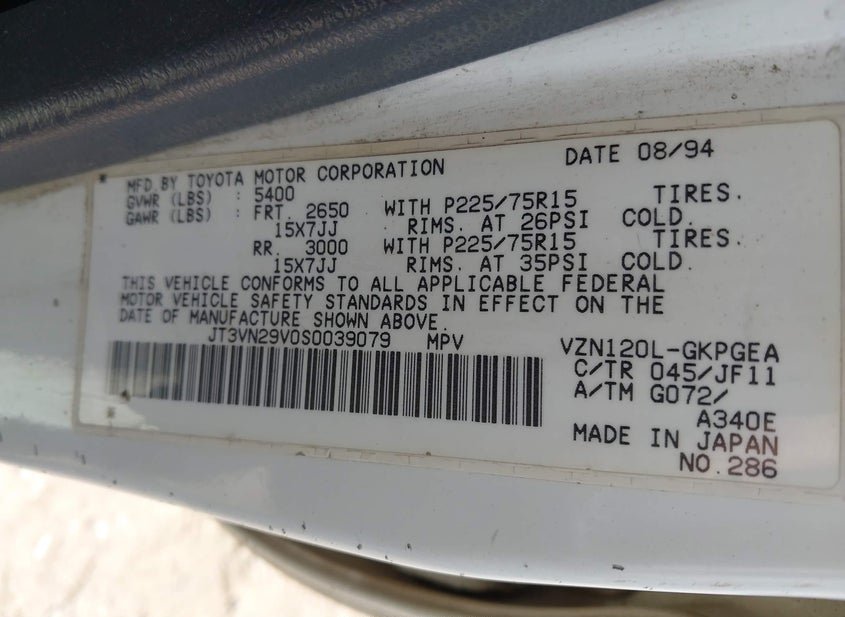 MFD.BY TOYOTA MOTOR CORPORATION DATE 08/94
GVWR (LBS) : 5400
GAWR (LBS) : FRT. 2650 WITH P225/75R15 TIRES.
15X7JJ RIMS. AT 26PSI COLD.
RR. 3000 WITH P225/75R15 TIRES.
15X7JJ RIMS. AT 35PSI COLD.
THIS VEHICLE CONFORMS TO ALL APPLICABLE FEDERAL
MOTOR VEHICLE SAFETY STANDARDS IN EFFECT ON THE
DATE OF MANUFACTURE SHOWN ABOVE.
JT3VN29V0S0039079 MPV VZN120L-GKPGEA
C/TR 045/JF11
A/TM G072/
A340E
MADE IN JAPAN
NO.286